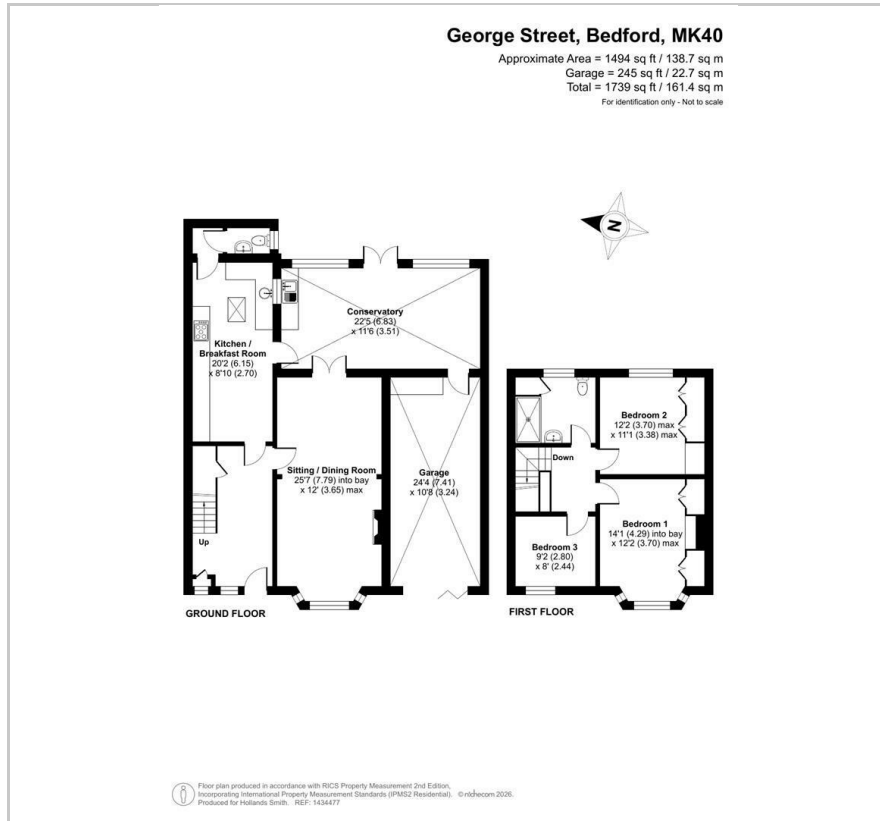 George Street, Bedford, MK40
Approximate Area = 1494 sq ft / 138.7 sq m
Garage = 245 sq ft / 22.7 sq m
Total = 1739 sq ft / 161.4 sq m
For identification only - Not to scale
N
Conservatory
22'5 (6.83)
x 11'6 (3.51)
Kitchen /
Breakfast Room
20'2 (6.15)
x 8'10 (2.70)
Sitting / Dining Room
25'7 (7.79) into bay
x 12' (3.65) max
Garage
24'4 (7.41)
x 10'8 (3.24)
Up
GROUND FLOOR
Bedroom 2
12'2 (3.70) max
x 11'1 (3.38) max
Down
Bedroom 1
14'1 (4.29) into bay
x 12'2 (3.70) max
Bedroom 3
9'2 (2.80)
x 8' (2.44)
FIRST FLOOR
Floor plan produced in accordance with RICS Property Measurement 2nd Edition,
Incorporating International Property Measurement Standards (IPMS2 Residential). © nichecom 2026.
Produced for Hollands Smith. REF: 1434477